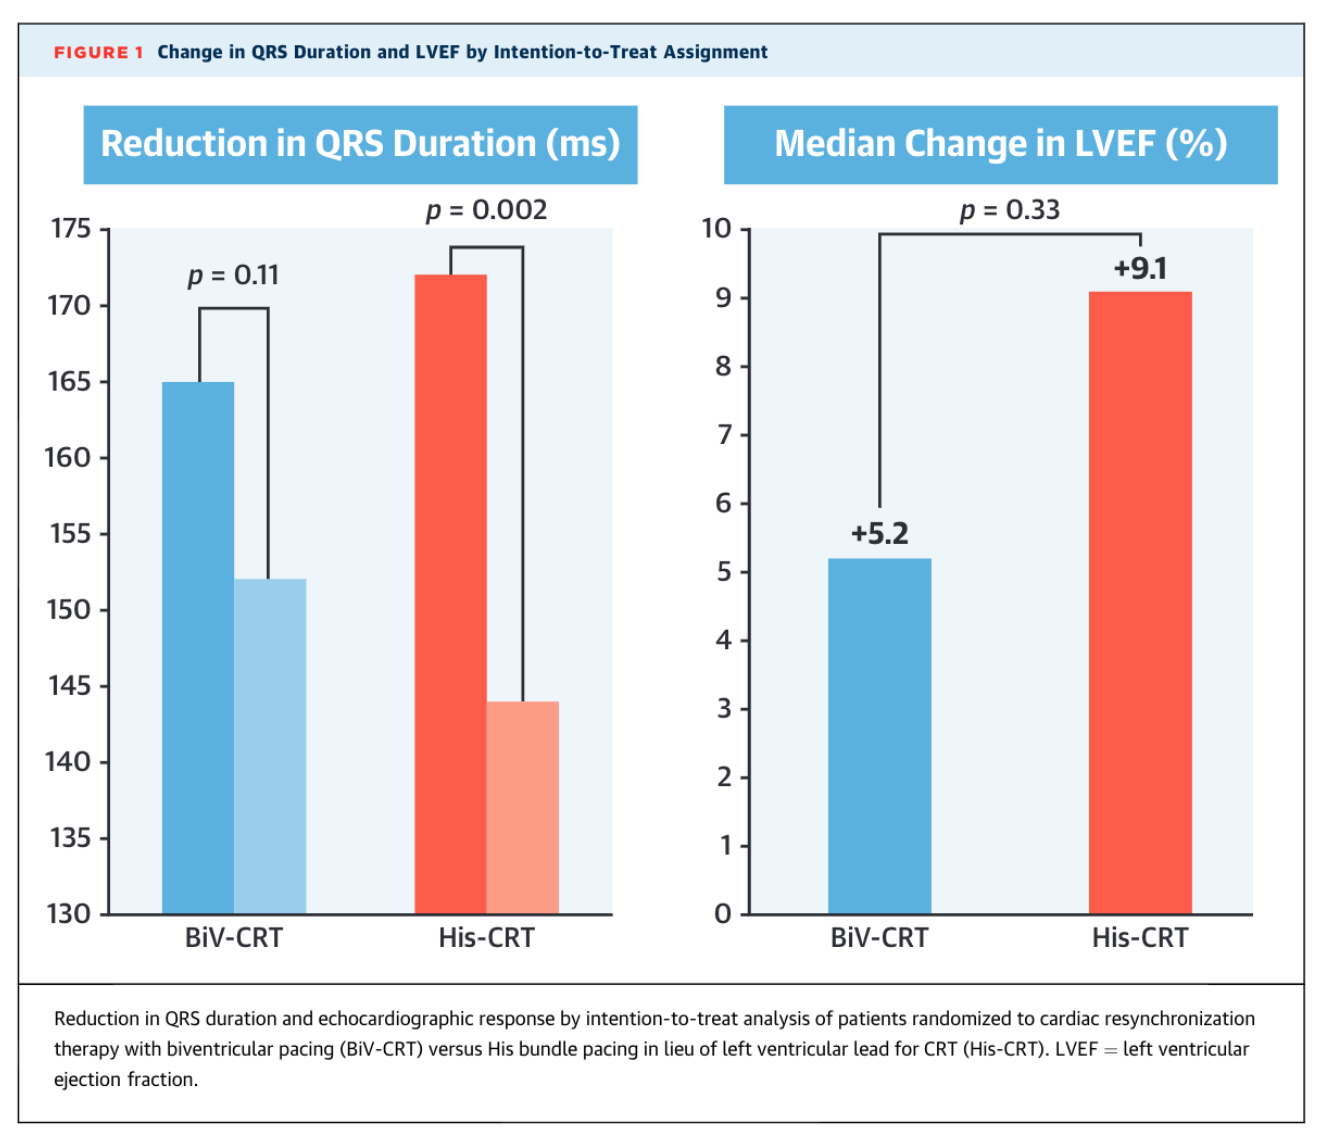 FIGURE 1 Change in QRS Duration and LVEF by Intention-to-Treat Assignment
Reduction in QRS Duration (ms)
p = 0.002
175
p = 0.11
170
165
160
155
150
145
140
135
130
BiV-CRT
His-CRT
Median Change in LVEF (%)
p = 0.33
10
+9.1
9
8
7
6
+5.2
5
4
3
2
1
0
BiV-CRT
His-CRT
Reduction in QRS duration and echocardiographic response by intention-to-treat analysis of patients randomized to cardiac resynchronization
therapy with biventricular pacing (BiV-CRT) versus His bundle pacing in lieu of left ventricular lead for CRT (His-CRT). LVEF = left ventricular
ejection fraction.